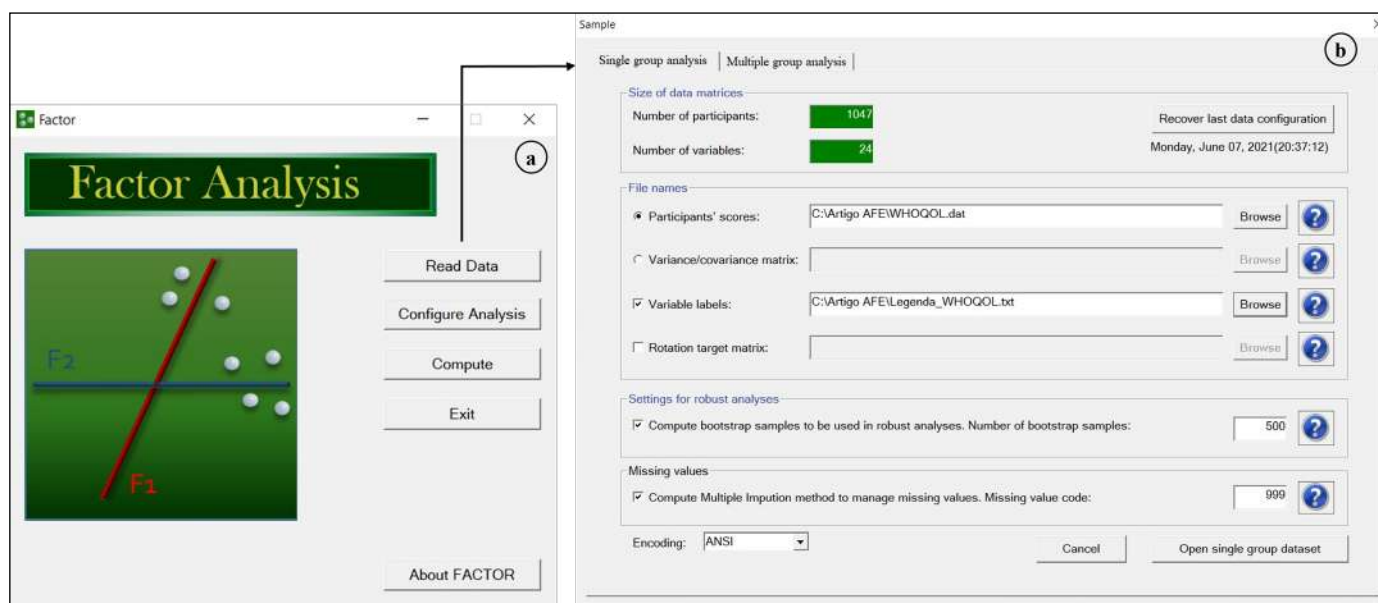 Factor
a
Factor Analysis
F2
F1
Read Data
Configure Analysis
Compute
Exit
About FACTOR
Sample
b
Single group analysis
Multiple group analysis
Size of data matrices
Number of participants: 1047
Recover last data configuration
Number of variables: 24
Monday, June 07, 2021(20:37:12)
File names
Participants' scores: C:\Artigo AFE\WHOQOL.dat Browse ?
Variance/covariance matrix: Browse ?
Variable labels: C:\Artigo AFE\Legenda_WHOQOL.txt Browse ?
Rotation target matrix: Browse ?
Settings for robust analyses
Compute bootstrap samples to be used in robust analyses. Number of bootstrap samples: 500 ?
Missing values
Compute Multiple Impution method to manage missing values. Missing value code: 999 ?
Encoding: ANSI
Cancel
Open single group dataset